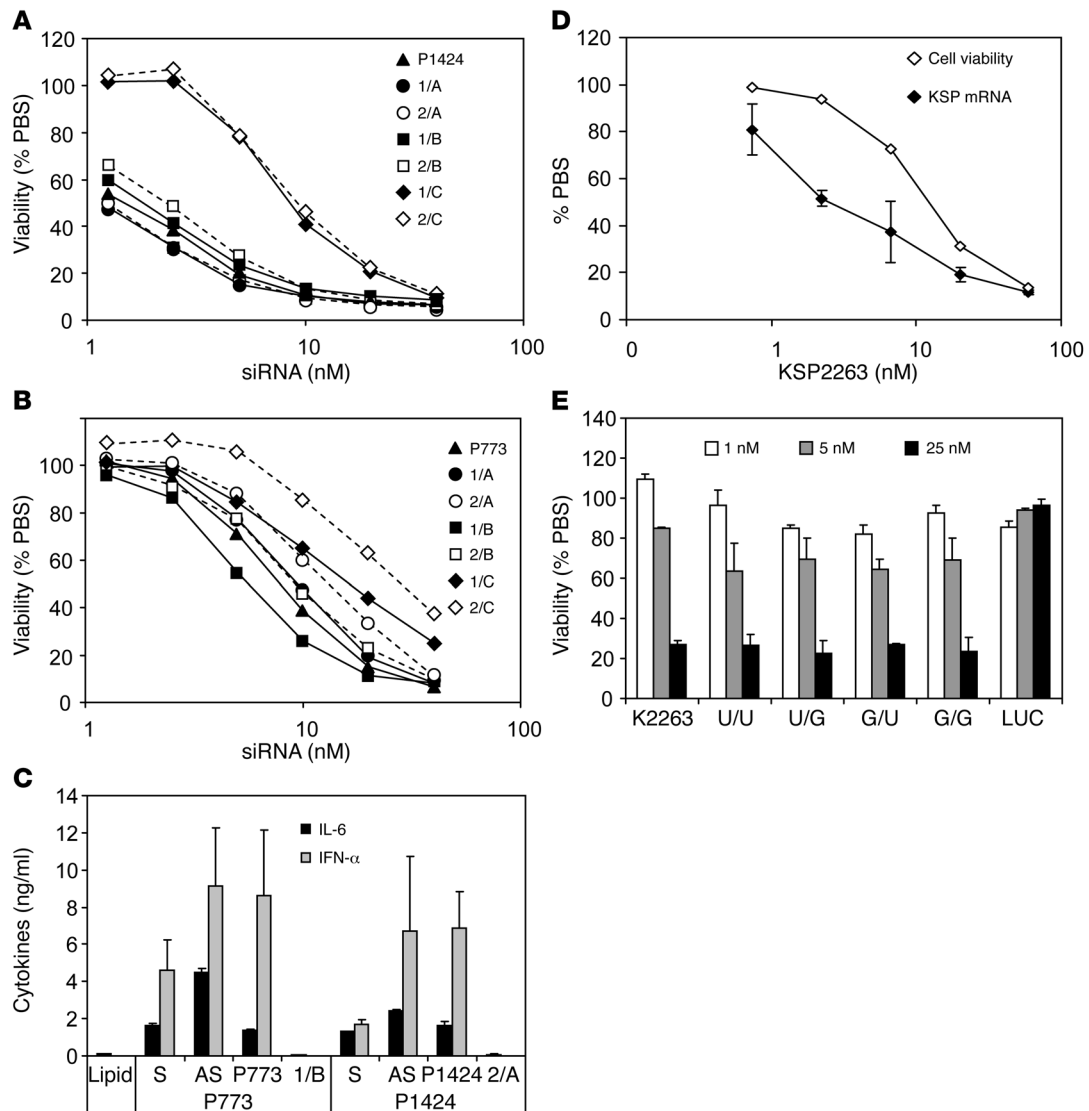 A
Viability (% PBS)
120
100
80
60
40
20
0
1
10
100
siRNA (nM)
P1424
1/A
2/A
1/B
2/B
1/C
2/C
D
% PBS
120
100
80
60
40
20
0
0
1
10
100
KSP2263 (nM)
Cell viability
KSP mRNA
B
Viability (% PBS)
100
80
60
40
20
0
1
10
100
siRNA (nM)
P773
1/A
2/A
1/B
2/B
1/C
2/C
E
Viability (% PBS)
140
120
100
80
60
40
20
0
1 nM
5 nM
25 nM
K2263
U/U
U/G
G/U
G/G
LUC
C
Cytokines (ng/ml)
14
12
10
8
6
4
2
0
IL-6
IFN-α
Lipid
S
AS
P773
1/B
S
AS
P1424
2/A
P773
P1424